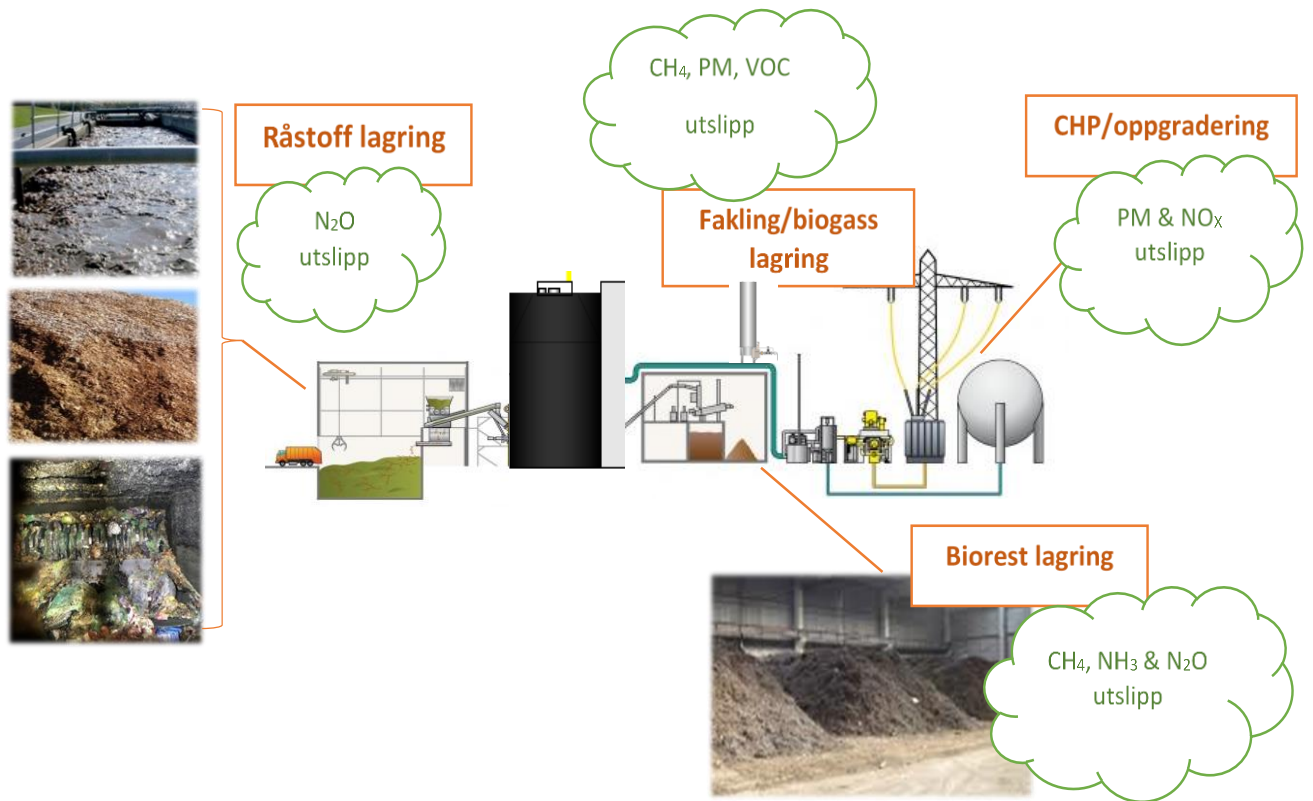 Råstoff lagring
N₂O
utslipp
CH₄, PM, VOC
utslipp
Fakling/biogass
lagring
CHP/oppgradering
PM & NOₓ
utslipp
Biorest lagring
CH₄, NH₃ & N₂O
utslipp